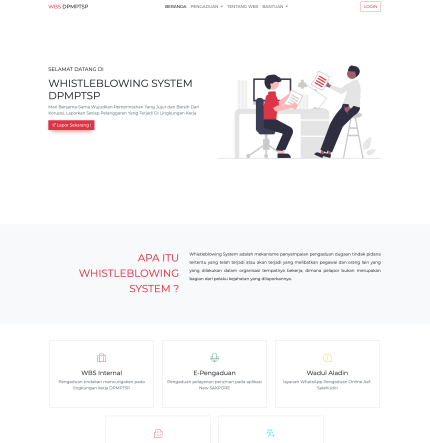 WBS DPMPTSP
BERANDA PENGADUAN TENTANG WBS BANTUAN
LOGIN
SELAMAT DATANG DI
WHISTLEBLOWING SYSTEM
DPMPTSP
Mari Bersama-Sama Wujudkan Pemerintahan Yang Jujur dan Bersih Dari
Korupsi, Laporkan Setiap Pelanggaran Yang Terjadi Di Lingkungan Kerja
Lapor Sekarang !
APA ITU
WHISTLEBLOWING
SYSTEM ?
Whistleblowing System adalah mekanisme penyampaian pengaduan dugaan tindak pidana
tertentu yang telah terjadi atau akan terjadi yang melibatkan pegawai dan orang lain yang
yang dilakukan dalam organisasi tempatnya bekerja, dimana pelapor bukan merupakan
bagian dari pelaku kejahatan yang dilaporkannya.
WBS Internal
Pengaduan tindakan mencurigakan pada
lingkungan kerja DPMPTSP
E-Pengaduan
Pengaduan pelayanan perizinan pada aplikasi
New SAKPORE
Wadul Aladin
layanan WhatsApp Pengaduan Online Asli